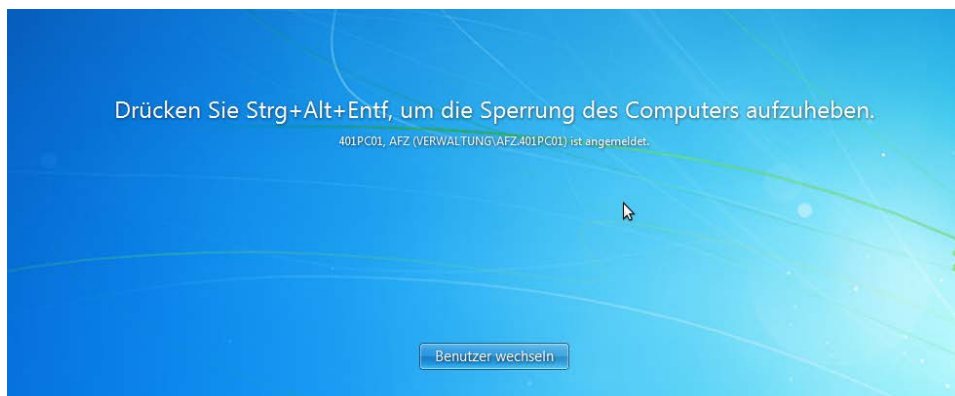 Drücken Sie Strg+Alt+Entf, um die Sperrung des Computers aufzuheben.
401PC01, AFZ (VERWALTUNG\AFZ.401PC01) ist angemeldet.
Benutzer wechseln